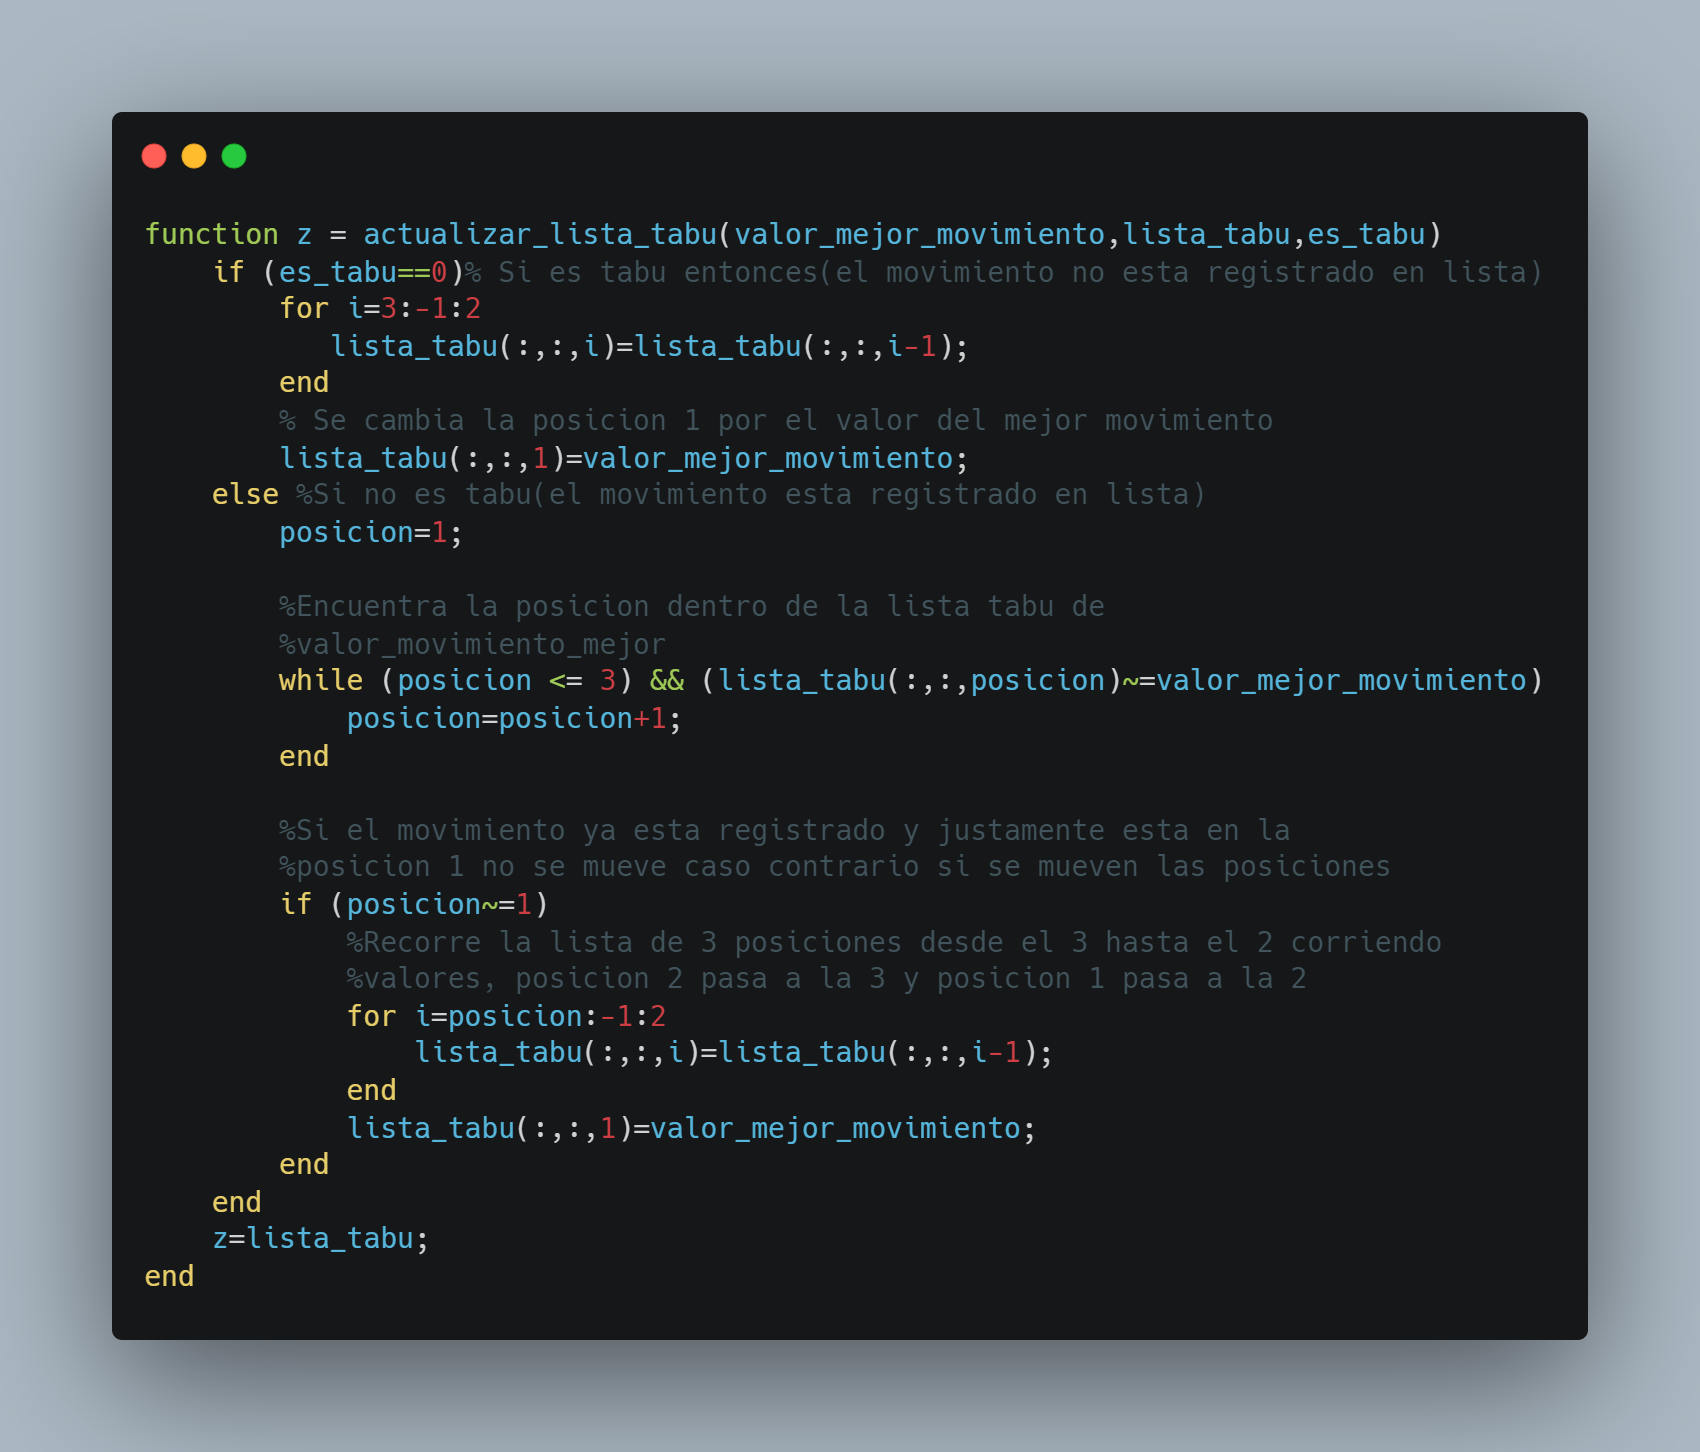 function z = actualizar_lista_tabu(valor_mejor_movimiento,lista_tabu,es_tabu)
    if (es_tabu==0)% Si es tabu entonces(el movimiento no esta registrado en lista)
        for i=3:-1:2
           lista_tabu(:,:,i)=lista_tabu(:,:,i-1);
        end
        % Se cambia la posicion 1 por el valor del mejor movimiento
        lista_tabu(:,:,1)=valor_mejor_movimiento;
    else %Si no es tabu(el movimiento esta registrado en lista)
        posicion=1;

        %Encuentra la posicion dentro de la lista tabu de
        %valor_movimiento_mejor
        while (posicion <= 3) && (lista_tabu(:,:,posicion)~=valor_mejor_movimiento)
            posicion=posicion+1;
        end

        %Si el movimiento ya esta registrado y justamente esta en la
        %posicion 1 no se mueve caso contrario si se mueven las posiciones
        if (posicion~=1)
            %Recorre la lista de 3 posiciones desde el 3 hasta el 2 corriendo
            %valores, posicion 2 pasa a la 3 y posicion 1 pasa a la 2
            for i=posicion:-1:2
                lista_tabu(:,:,i)=lista_tabu(:,:,i-1);
            end
            lista_tabu(:,:,1)=valor_mejor_movimiento;
        end
    end
    z=lista_tabu;
end